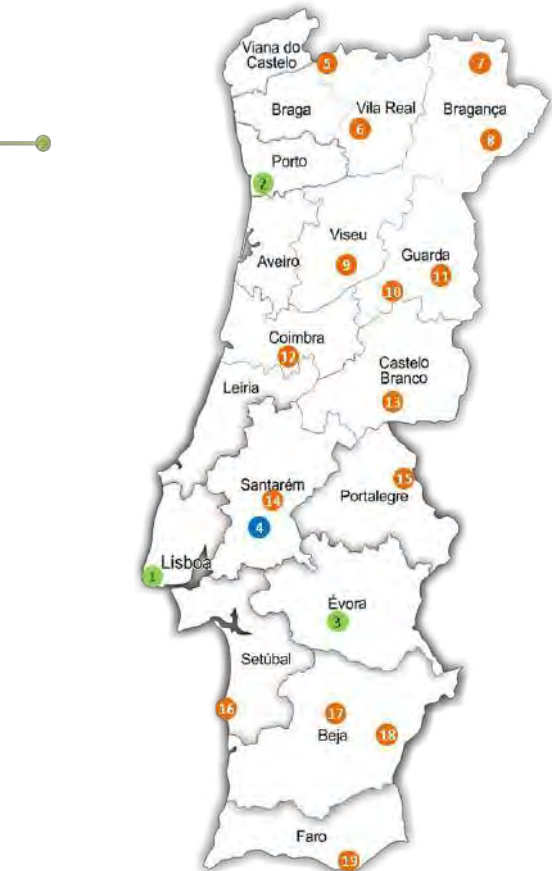 Viana do
Castelo
5
7
Braga
Vila Real
Bragança
6
8
Porto
2
Viseu
Guarda
Aveiro
9
11
10
Coimbra
12
Castelo
Branco
Leiria
13
Santarém
15
14
Portalegre
4
Lisboa
1
Évora
3
Setúbal
16
17
Beja
18
Faro
19